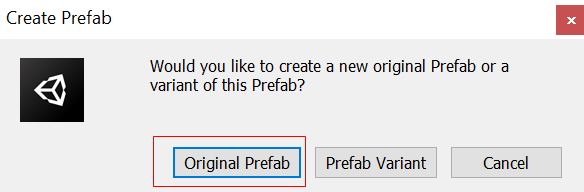 Create Prefab
Would you like to create a new original Prefab or a
variant of this Prefab?
Original Prefab Prefab Variant Cancel